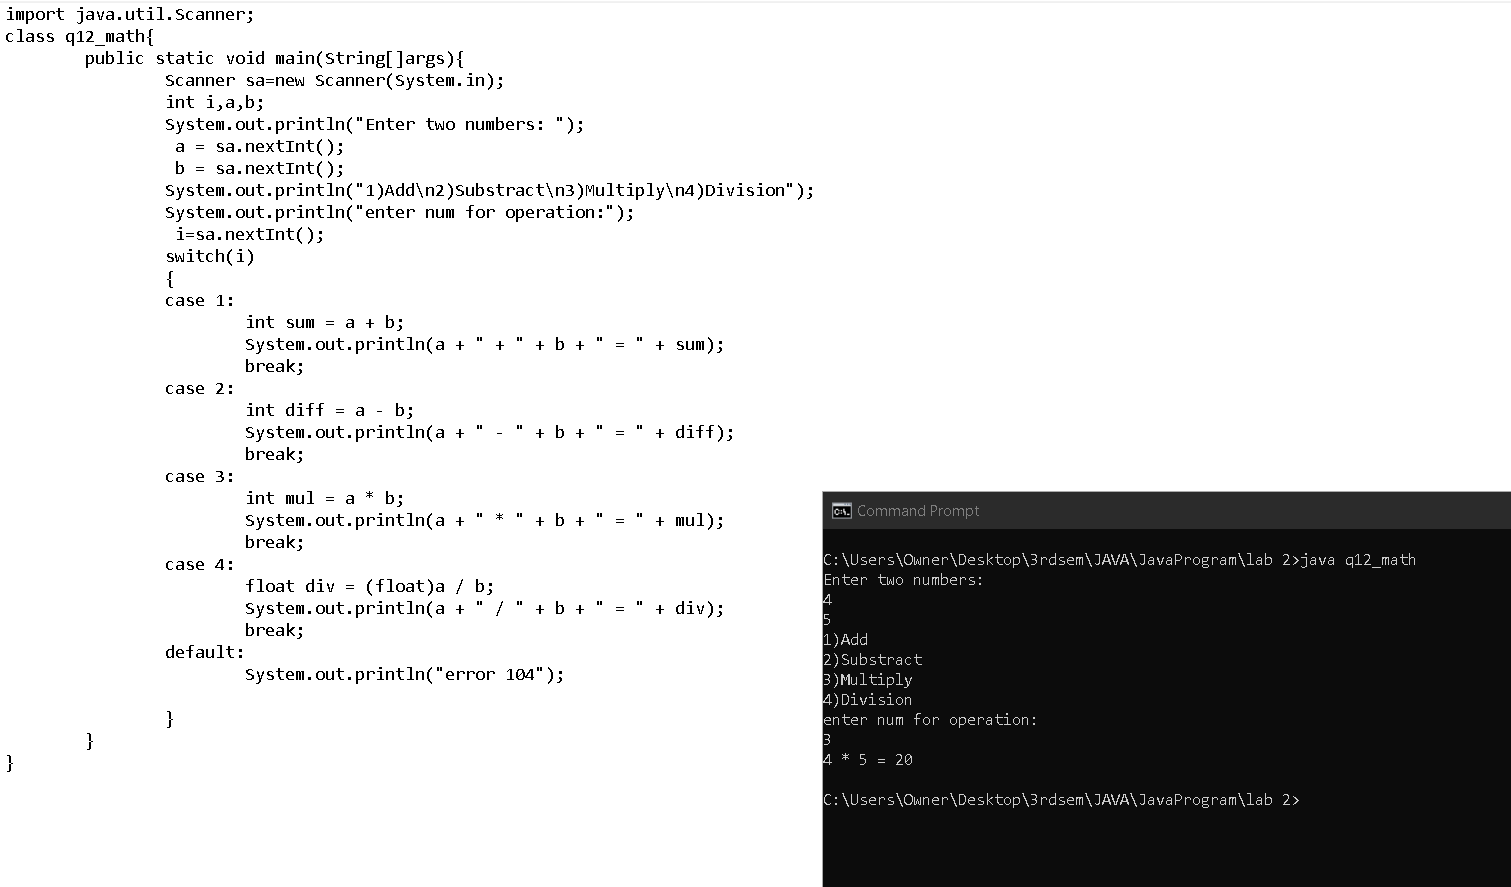 import java.util.Scanner;
class q12_math{
public static void main(String[]args){
Scanner sa=new Scanner(System.in);
int i,a,b;
System.out.println("Enter two numbers: ");
a = sa.nextInt();
b = sa.nextInt();
System.out.println("1)Add\n2)Substract\n3)Multiply\n4)Division");
System.out.println("enter num for operation:");
i=sa.nextInt();
switch(i)
{
case 1:
int sum = a + b;
System.out.println(a + " + " + b + " = " + sum);
break;
case 2:
int diff = a - b;
System.out.println(a + " - " + b + " = " + diff);
break;
case 3:
int mul = a * b;
System.out.println(a + " * " + b + " = " + mul);
break;
case 4:
float div = (float)a / b;
System.out.println(a + " / " + b + " = " + div);
break;
default:
System.out.println("error 104");
}
}
}
Command Prompt
C:\Users\Owner\Desktop\3rdsem\JAVA\JavaProgram\lab 2>java q12_math
Enter two numbers:
4
5
1)Add
2)Substract
3)Multiply
4)Division
enter num for operation:
3
4 * 5 = 20
C:\Users\Owner\Desktop\3rdsem\JAVA\JavaProgram\lab 2>